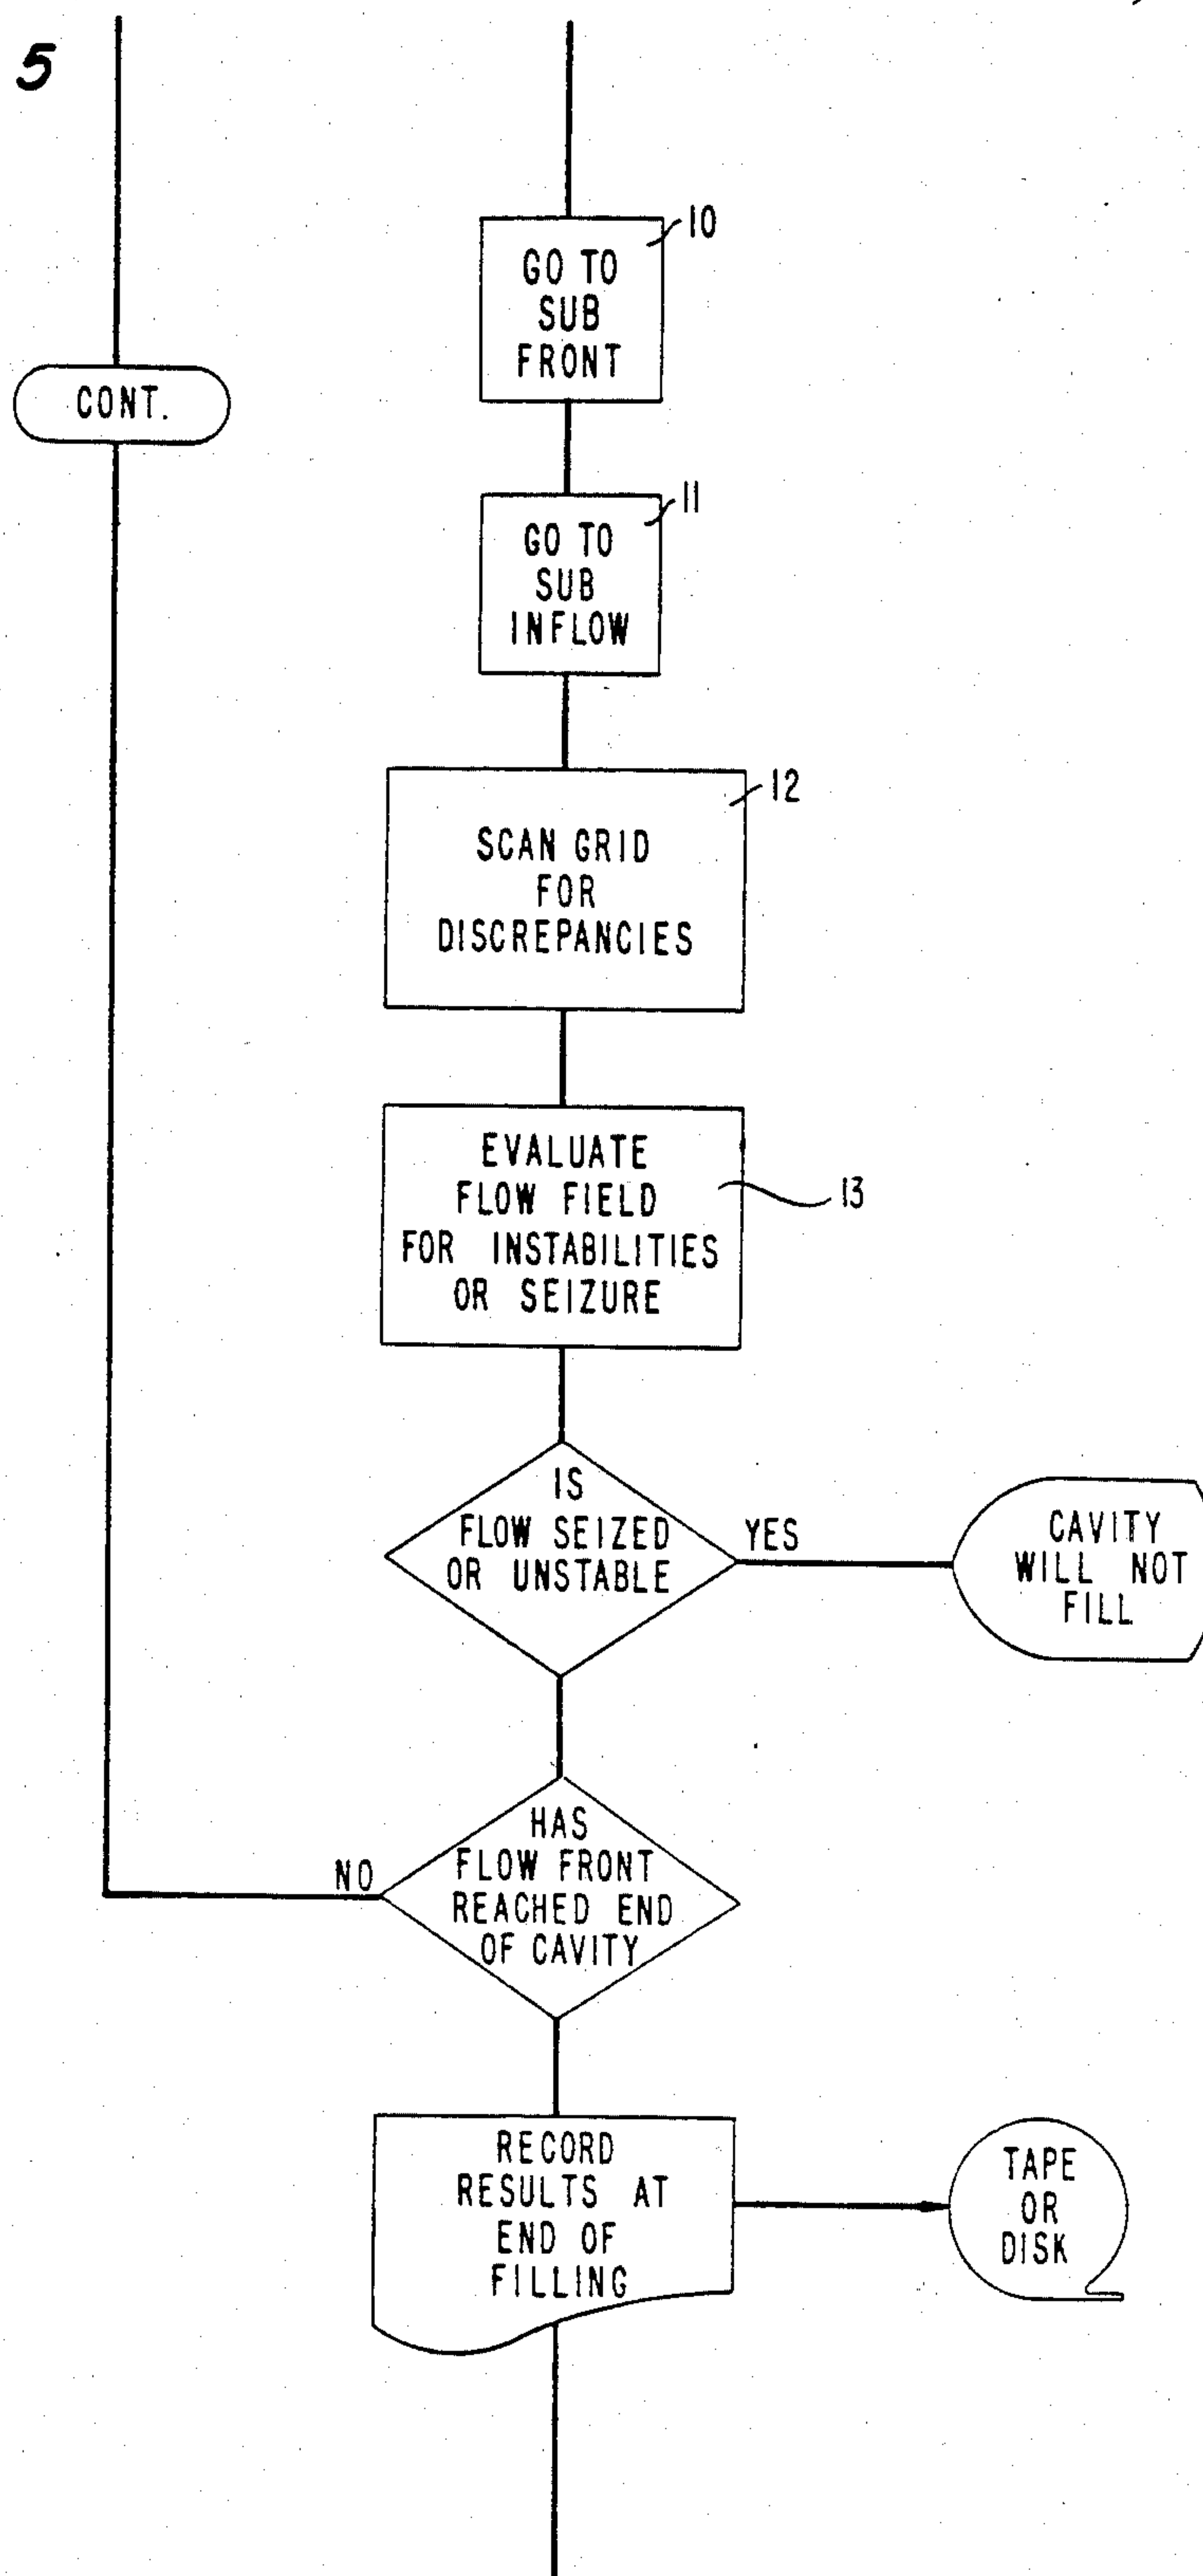 5
10
GO TO
SUB
FRONT
CONT.
11
GO TO
SUB
INFLOW
12
SCAN GRID
FOR
DISCREPANCIES
EVALUATE
FLOW FIELD
FOR INSTABILITIES
OR SEIZURE
13
IS
FLOW SEIZED
OR UNSTABLE
YES
CAVITY
WILL NOT
FILL
HAS
FLOW FRONT
REACHED END
OF CAVITY
NO
RECORD
RESULTS AT
END OF
FILLING
TAPE
OR
DISK